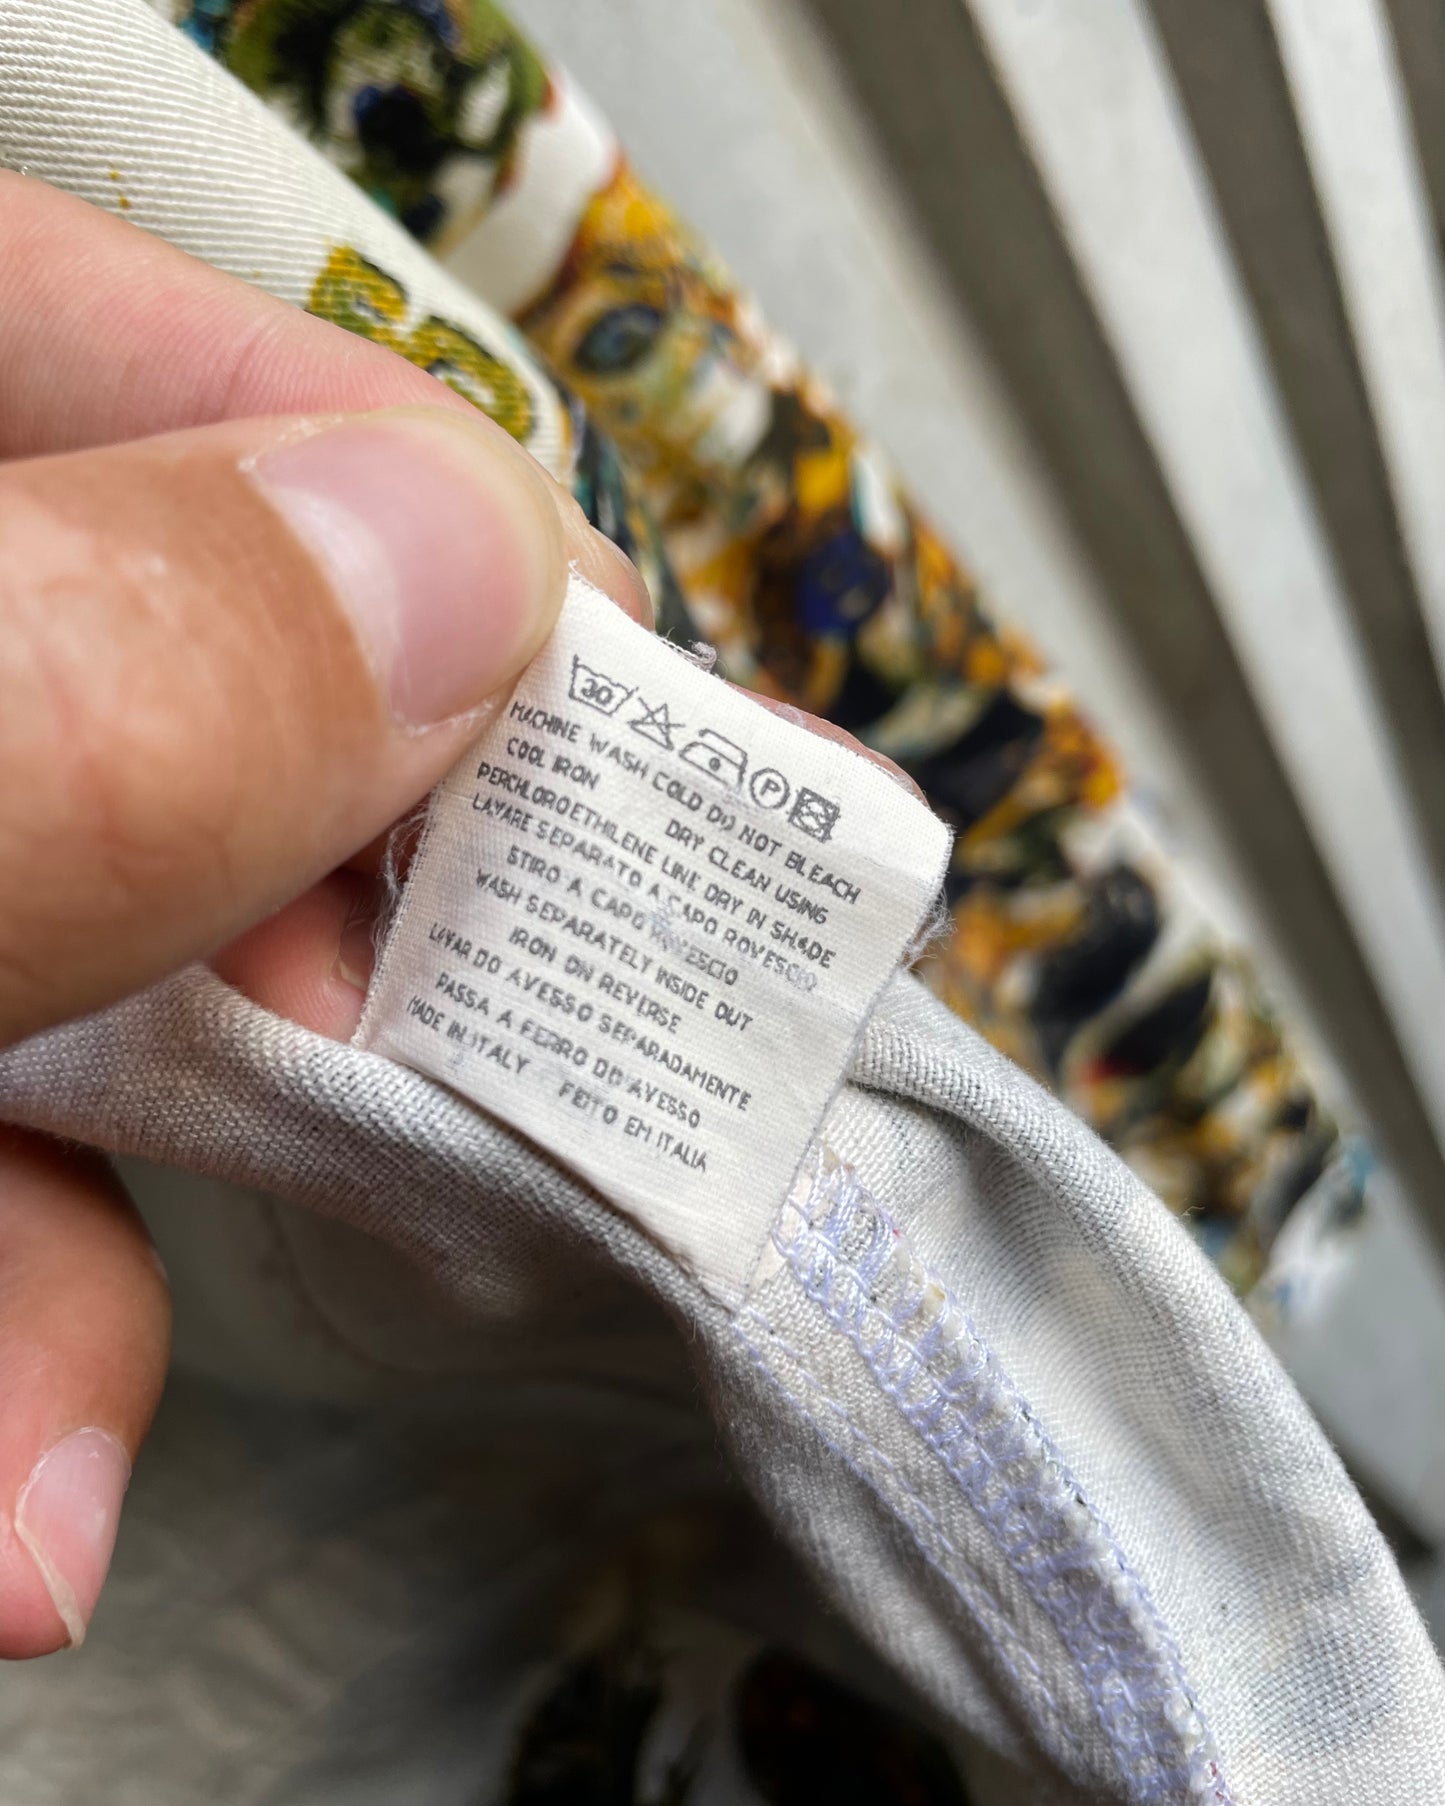 30 P
MACHINE WASH COLD DO NOT BLEACH
COOL IRON DRY CLEAN USING
PERCHLOROETHILENE LINE DRY IN SHADE
LAVARE SEPARATO A CAPO ROVESCIO
STIRO A CAPO ROVESCIO
WASH SEPARATELY INSIDE OUT
IRON ON REVERSE
LAVAR DO AVESSO SEPARADAMENTE
PASSA A FERRO DO AVESSO
MADE IN ITALY FEITO EM ITALIA